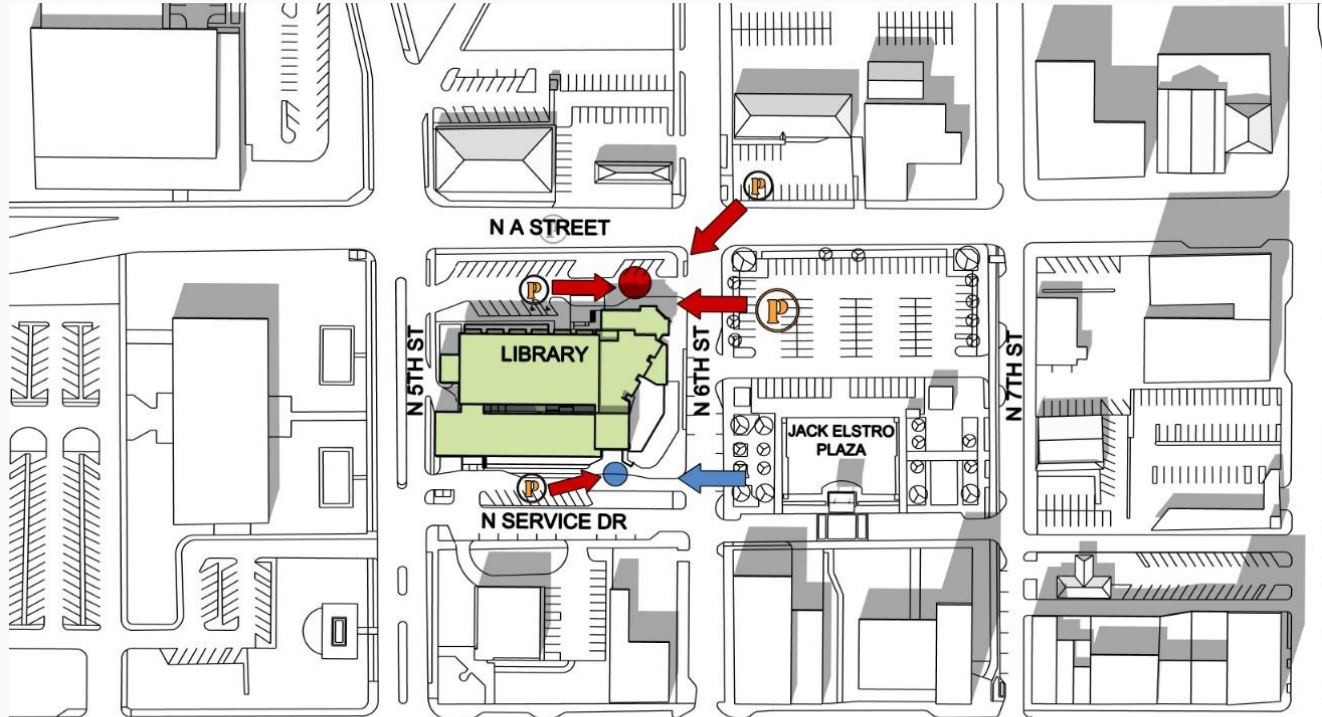 P
N A STREET
P
P
P
LIBRARY
N 5TH ST
N 6TH ST
N 7TH ST
JACK ELSTRO
PLAZA
P
N SERVICE DR